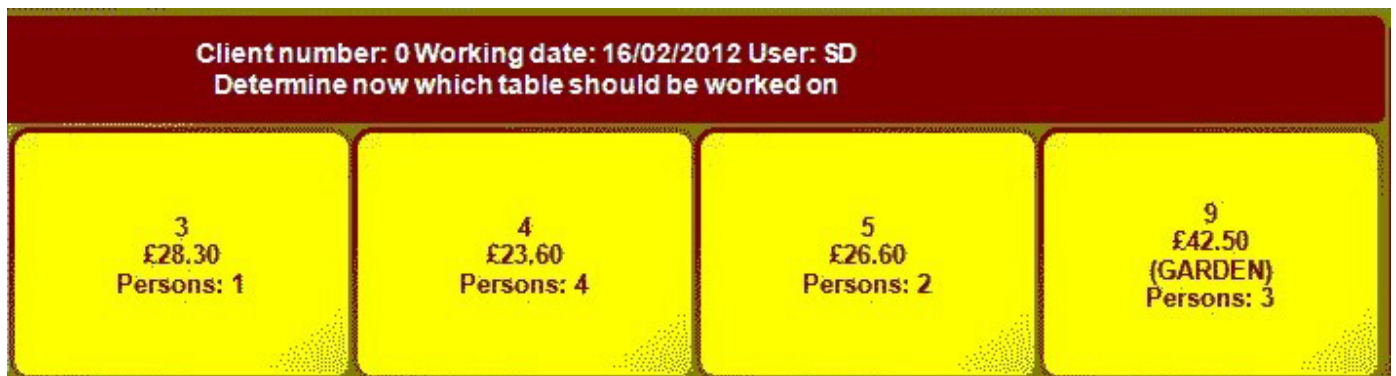 Client number: 0 Working date: 16/02/2012 User: SD
Determine now which table should be worked on
3
£28.30
Persons: 1
4
£23,60
Persons: 4
5
£26.60
Persons: 2
9
£42.50
(GARDEN)
Persons: 3